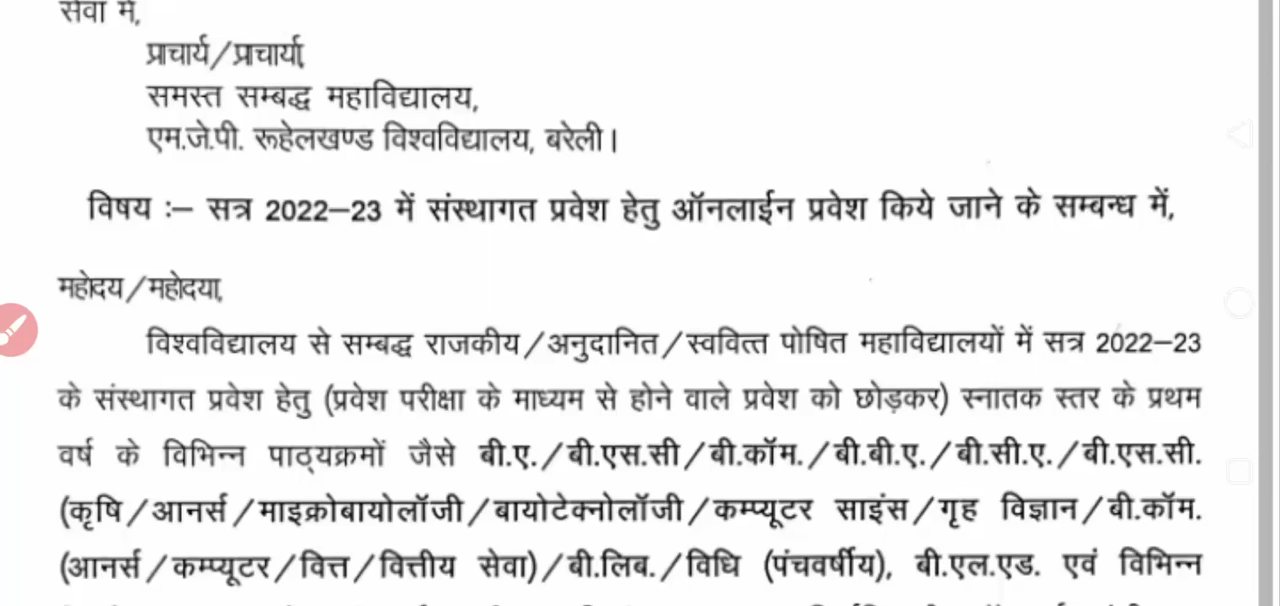 सेवा में,
प्राचार्य/प्राचार्या,
समस्त सम्बद्ध महाविद्यालय,
एम.जे.पी. रूहेलखण्ड विश्वविद्यालय, बरेली।
विषय :– सत्र 2022–23 में संस्थागत प्रवेश हेतु ऑनलाईन प्रवेश किये जाने के सम्बन्ध में,
महोदय/महोदया,
विश्वविद्यालय से सम्बद्ध राजकीय/अनुदानित/स्ववित्त पोषित महाविद्यालयों में सत्र 2022–23
के संस्थागत प्रवेश हेतु (प्रवेश परीक्षा के माध्यम से होने वाले प्रवेश को छोड़कर) स्नातक स्तर के प्रथम
वर्ष के विभिन्न पाठ्यक्रमों जैसे बी.ए./बी.एस.सी/बी.कॉम./बी.बी.ए./बी.सी.ए./बी.एस.सी.
(कृषि/आनर्स/माइक्रोबायोलॉजी/बायोटेक्नोलॉजी/कम्प्यूटर साइंस/गृह विज्ञान/बी.कॉम.
(आनर्स/कम्प्यूटर/वित्त/वित्तीय सेवा)/बी.लिब./विधि (पंचवर्षीय), बी.एल.एड. एवं विभिन्न